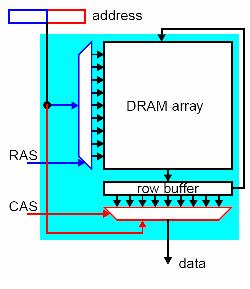 address
DRAM array
RAS
row buffer
CAS
data